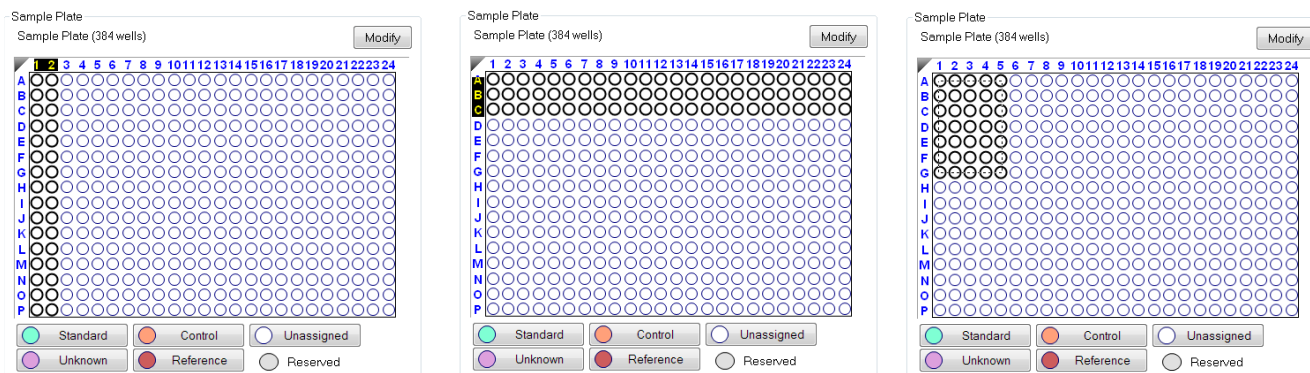 Sample Plate
Sample Plate (384 wells)
Modify
1 2 3 4 5 6 7 8 9 10 11 12 13 14 15 16 17 18 19 20 21 22 23 24
A
B
C
D
E
F
G
H
I
J
K
L
M
N
O
P
Standard
Control
Unassigned
Unknown
Reference
Reserved
Sample Plate
Sample Plate (384 wells)
Modify
1 2 3 4 5 6 7 8 9 10 11 12 13 14 15 16 17 18 19 20 21 22 23 24
A
B
C
D
E
F
G
H
I
J
K
L
M
N
O
P
Standard
Control
Unassigned
Unknown
Reference
Reserved
Sample Plate
Sample Plate (384 wells)
Modify
1 2 3 4 5 6 7 8 9 10 11 12 13 14 15 16 17 18 19 20 21 22 23 24
A
B
C
D
E
F
G
H
I
J
K
L
M
N
O
P
Standard
Control
Unassigned
Unknown
Reference
Reserved